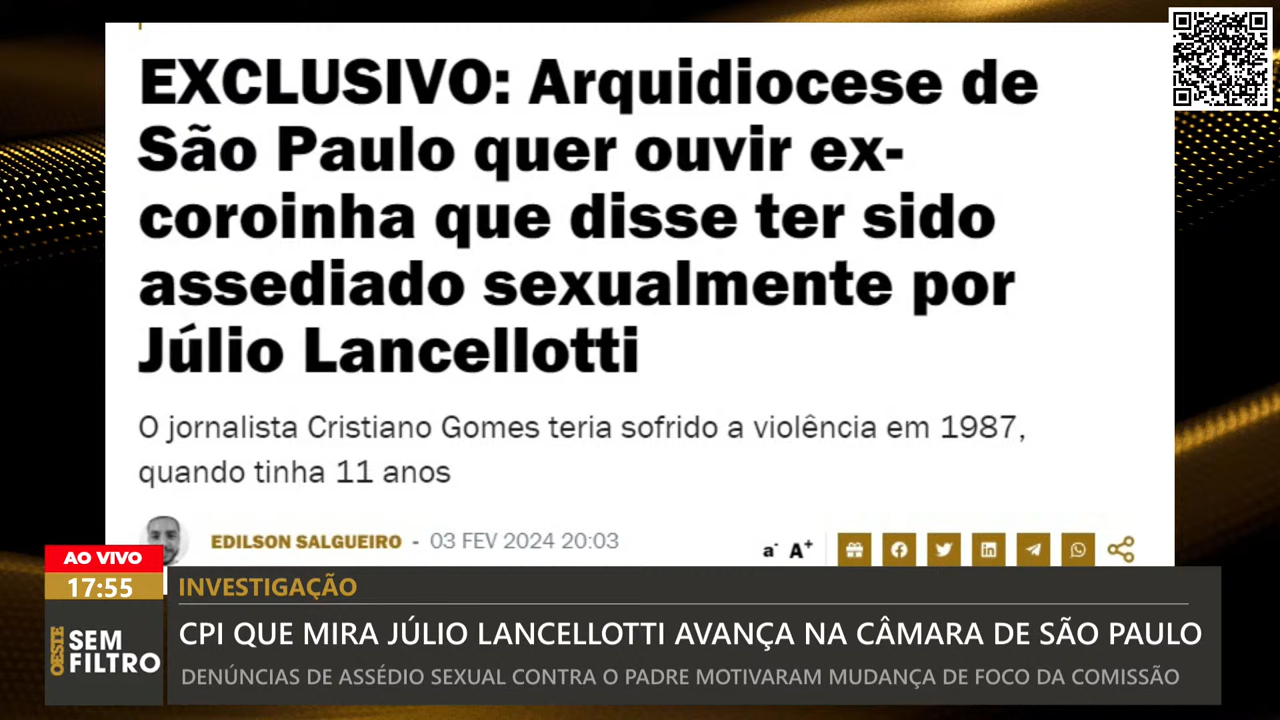 EXCLUSIVO: Arquidiocese de
São Paulo quer ouvir ex-
coroinha que disse ter sido
assediado sexualmente por
Júlio Lancellotti
O jornalista Cristiano Gomes teria sofrido a violência em 1987,
quando tinha 11 anos
EDILSON SALGUEIRO - 03 FEV 2024 20:03
a- A+
AO VIVO
17:55
INVESTIGAÇÃO
OESTE
SEM
FILTRO
CPI QUE MIRA JÚLIO LANCELLOTTI AVANÇA NA CÂMARA DE SÃO PAULO
DENÚNCIAS DE ASSÉDIO SEXUAL CONTRA O PADRE MOTIVARAM MUDANÇA DE FOCO DA COMISSÃO